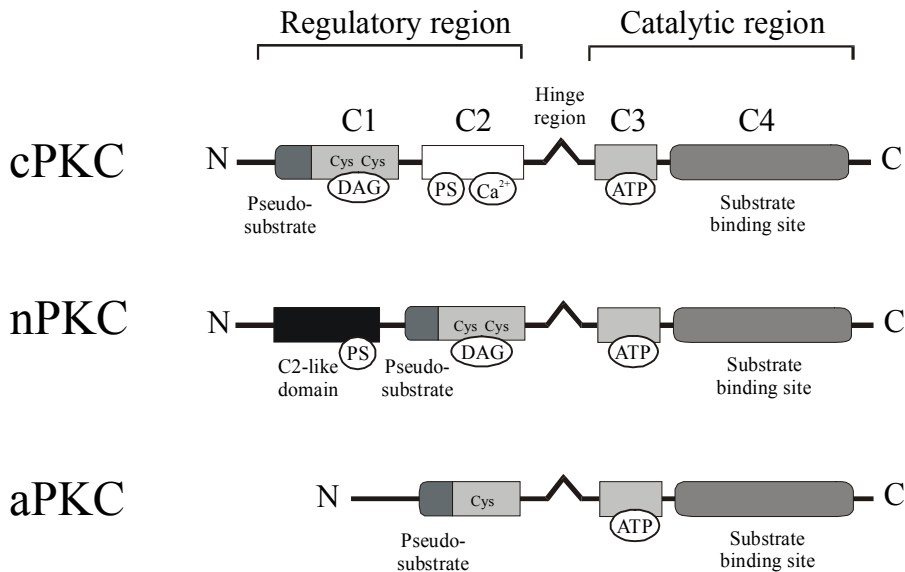 Regulatory region
Catalytic region
Hinge
region
C1
C2
C3
C4
cPKC
N
Cys Cys
DAG
PS
Ca²⁺
ATP
C
Pseudo-
substrate
Substrate
binding site
nPKC
N
PS
Cys Cys
DAG
ATP
C
C2-like
domain
Pseudo-
substrate
Substrate
binding site
aPKC
N
Cys
ATP
C
Pseudo-
substrate
Substrate
binding site